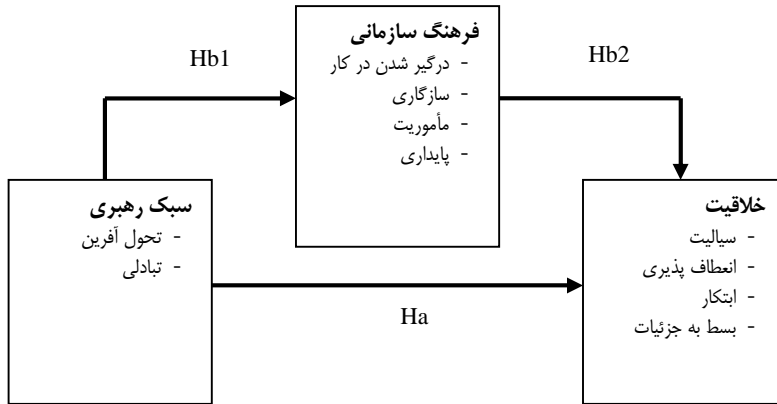 فرهنگ سازمانی
- درگیر شدن در کار
- سازگاری
- مأموریت
- پایداری
Hb1
Hb2
سبک رهبری
- تحول آفرین
- تبادلی
خلاقیت
- سیالیت
- انعطاف پذیری
- ابتکار
- بسط به جزئیات
Ha